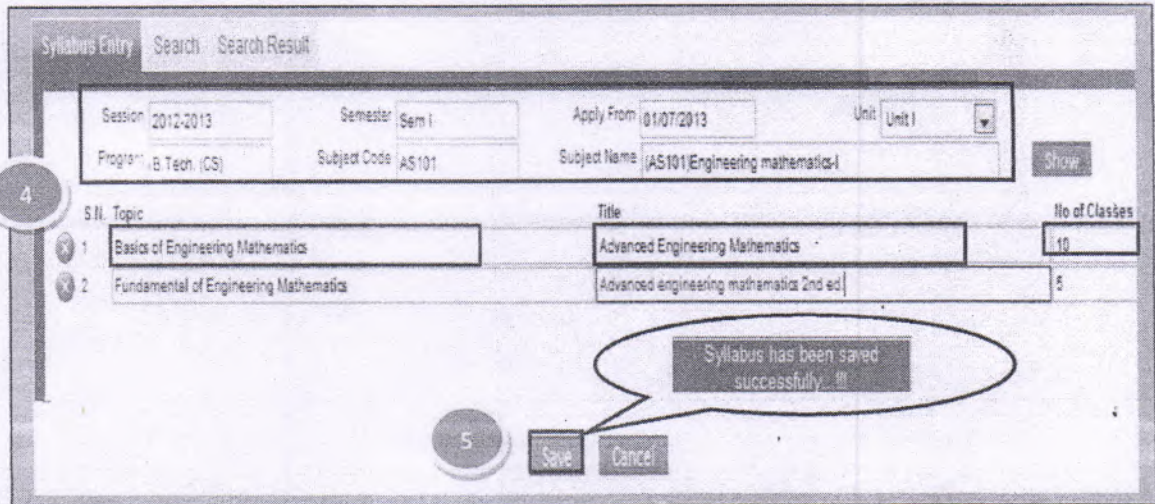 Syllabus Entry Search Search Result
Session 2012-2013 Semester Sem I Apply From 01/07/2013 Unit Unit I
Program B.Tech. (CS) Subject Code AS101 Subject Name (AS101)Engineering mathematics-I Show
4
S.N. Topic Title No of Classes
x 1 Basics of Engineering Mathematics Advanced Engineering Mathematics 10
x 2 Fundamental of Engineering Mathematics Advanced engineering mathamatics 2nd ed. 5
Syllabus has been saved
successfully...!!!
5 Save Cancel